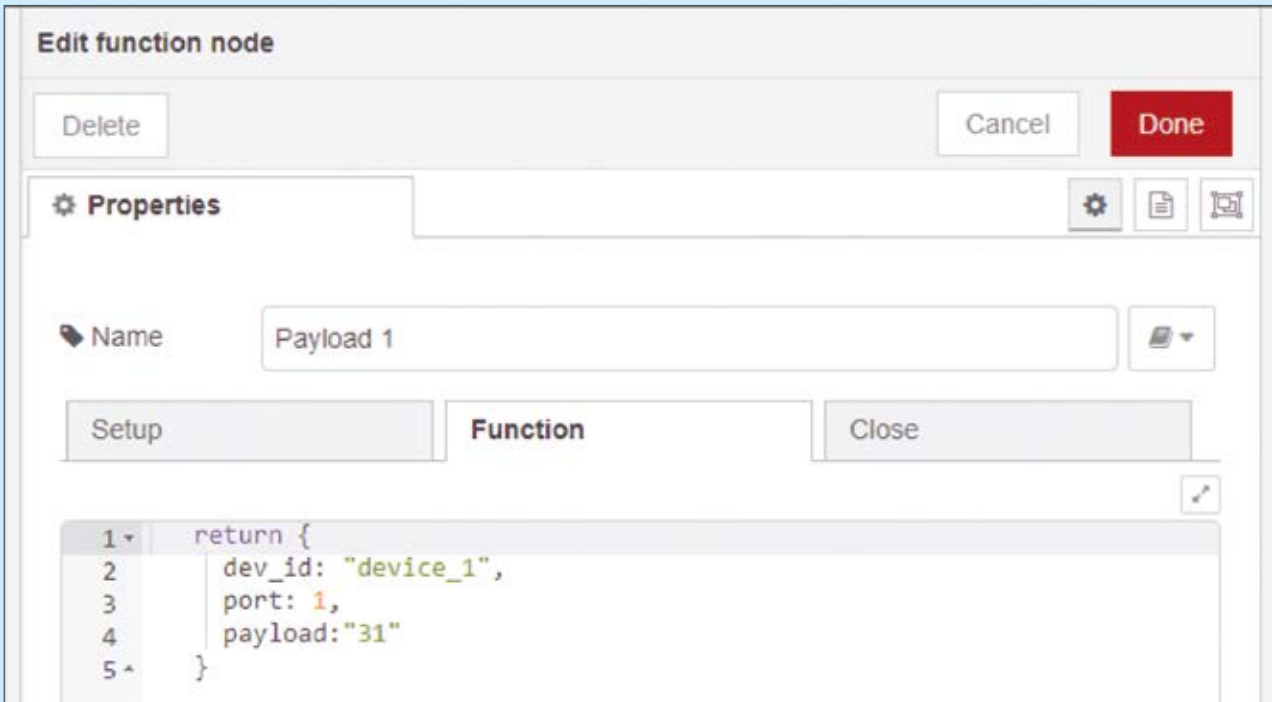 Edit function node
Delete Cancel Done
Properties
Name Payload 1
Setup Function Close
1 return {
2 dev_id: "device_1",
3 port: 1,
4 payload:"31"
5 }